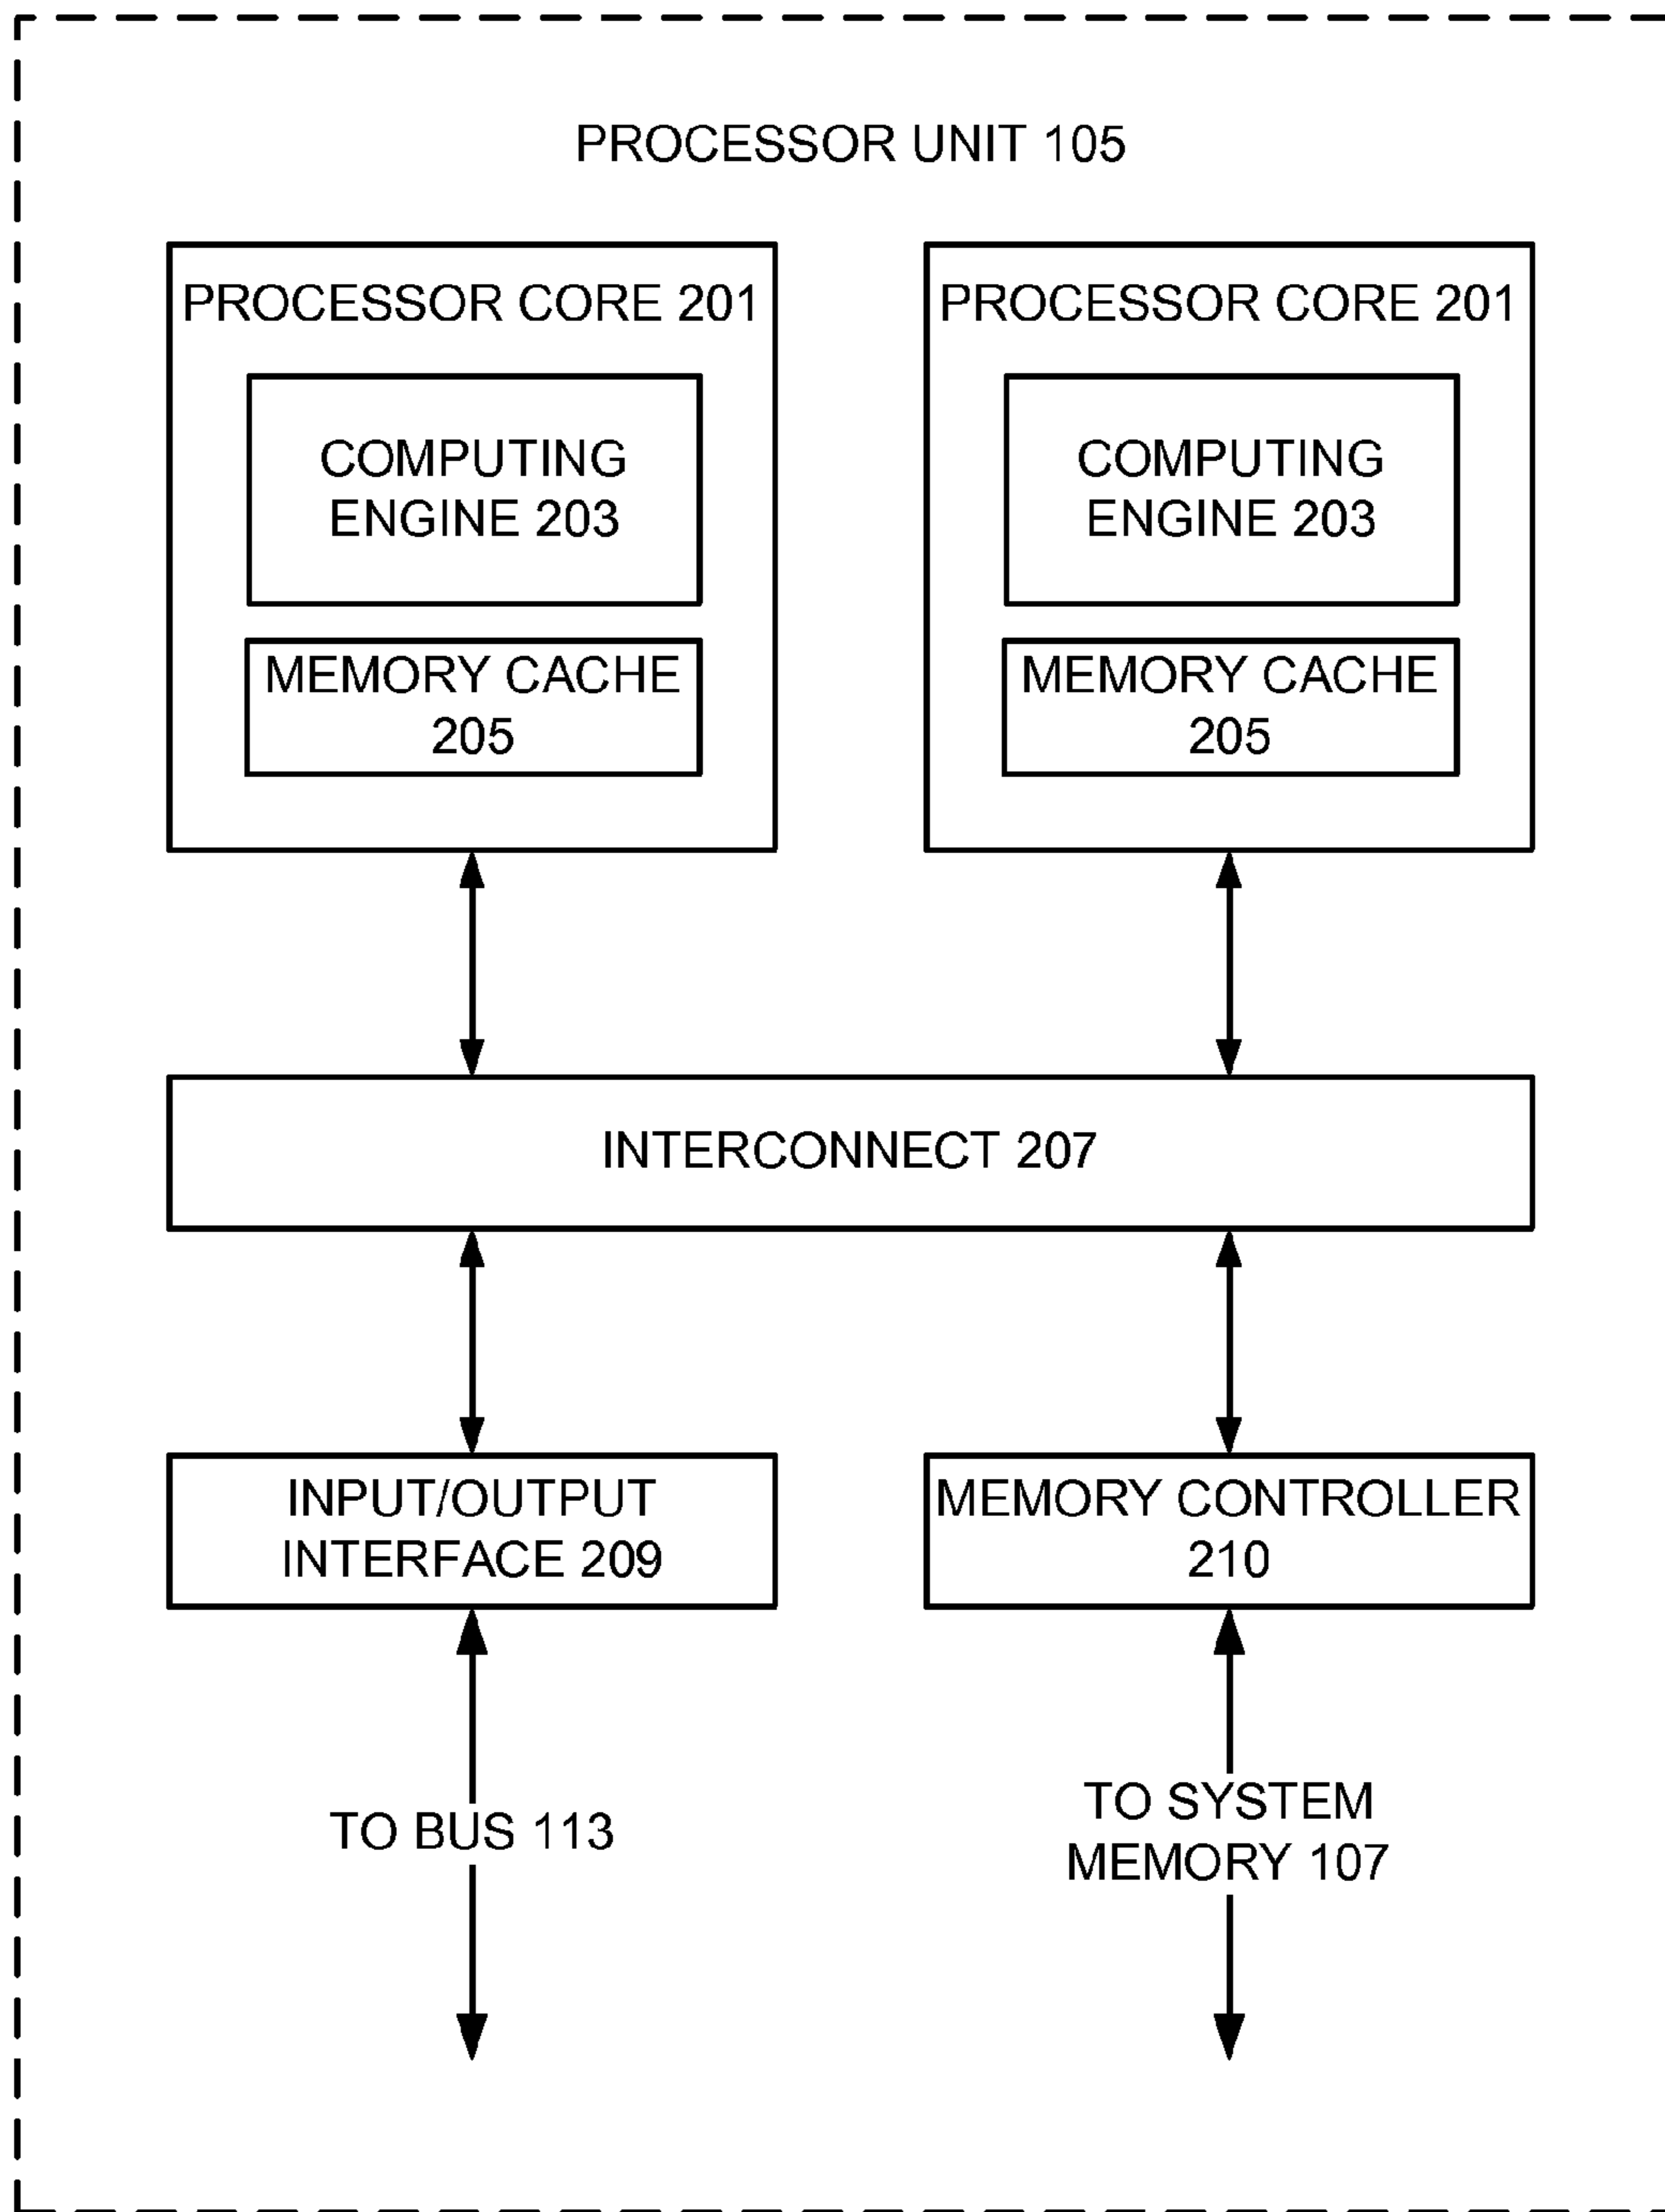 PROCESSOR UNIT 105
PROCESSOR CORE 201
COMPUTING
ENGINE 203
MEMORY CACHE
205
PROCESSOR CORE 201
COMPUTING
ENGINE 203
MEMORY CACHE
205
INTERCONNECT 207
INPUT/OUTPUT
INTERFACE 209
MEMORY CONTROLLER
210
TO BUS 113
TO SYSTEM
MEMORY 107